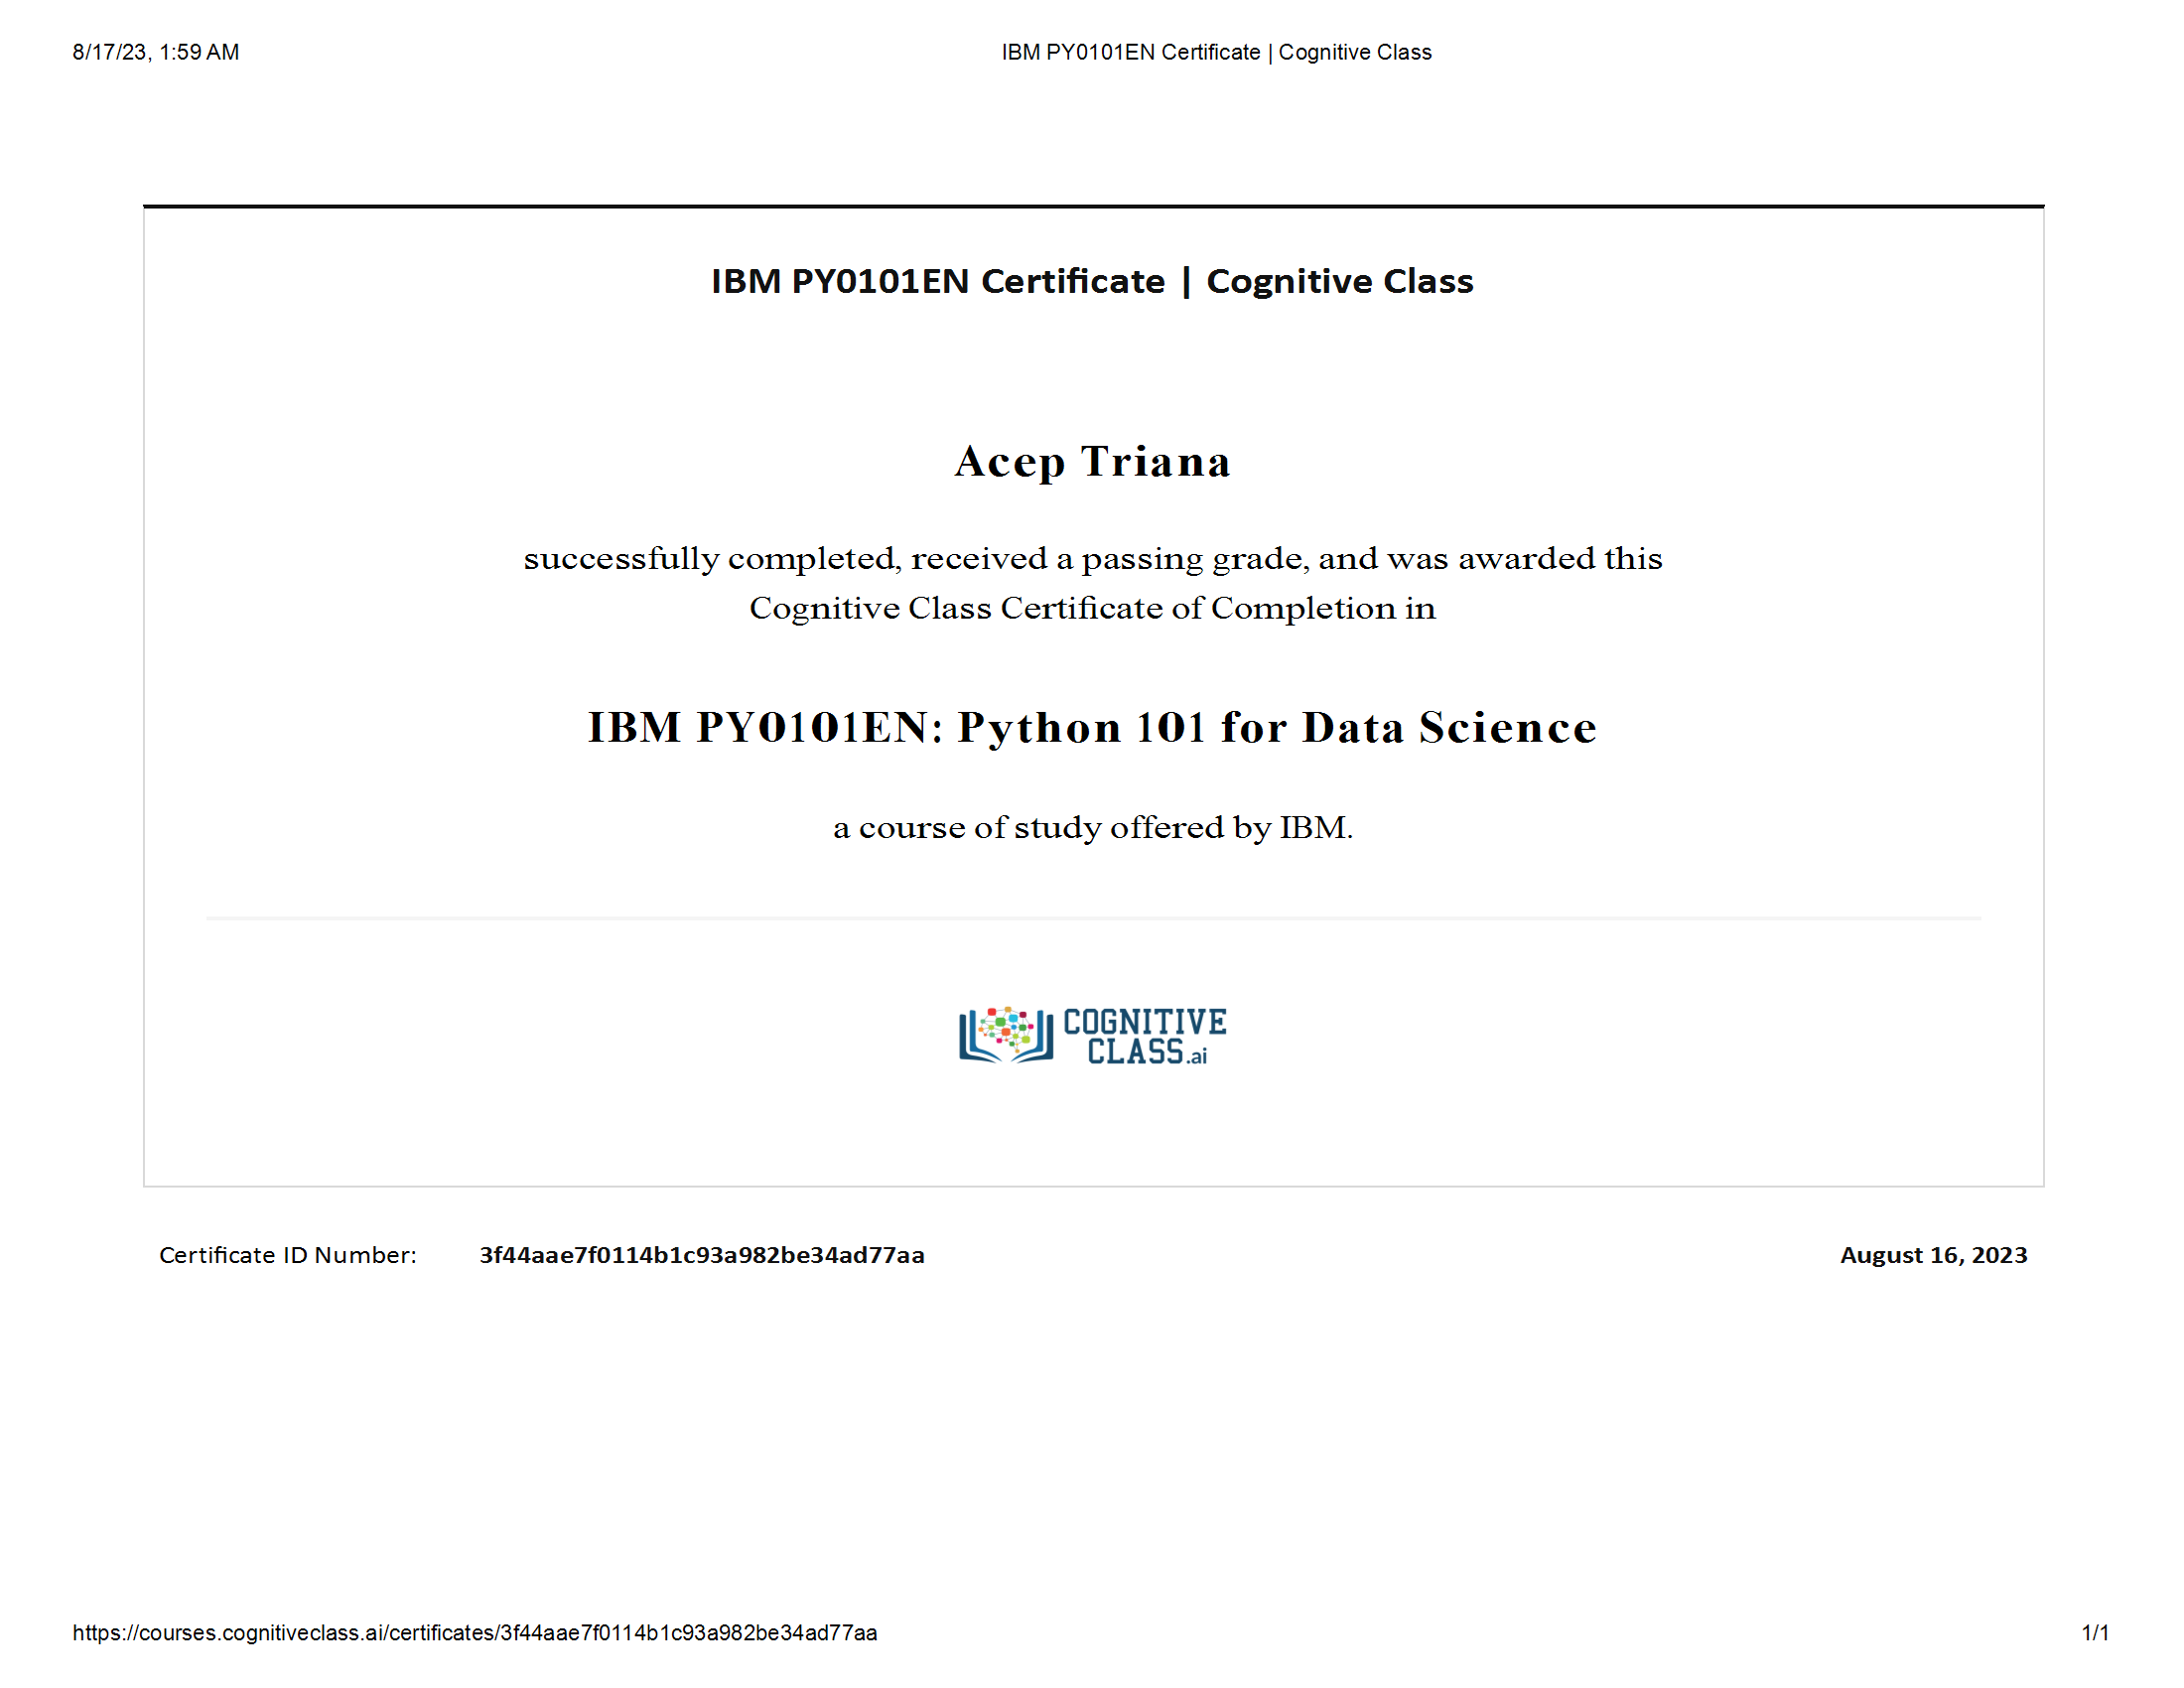 8/17/23, 1:59 AM
IBM PY0101EN Certificate | Cognitive Class
IBM PY0101EN Certificate | Cognitive Class
Acep Triana
successfully completed, received a passing grade, and was awarded this
Cognitive Class Certificate of Completion in
IBM PY0101EN: Python 101 for Data Science
a course of study offered by IBM.
COGNITIVE
CLASS.ai
Certificate ID Number: 3f44aae7f0114b1c93a982be34ad77aa
August 16, 2023
https://courses.cognitiveclass.ai/certificates/3f44aae7f0114b1c93a982be34ad77aa
1/1